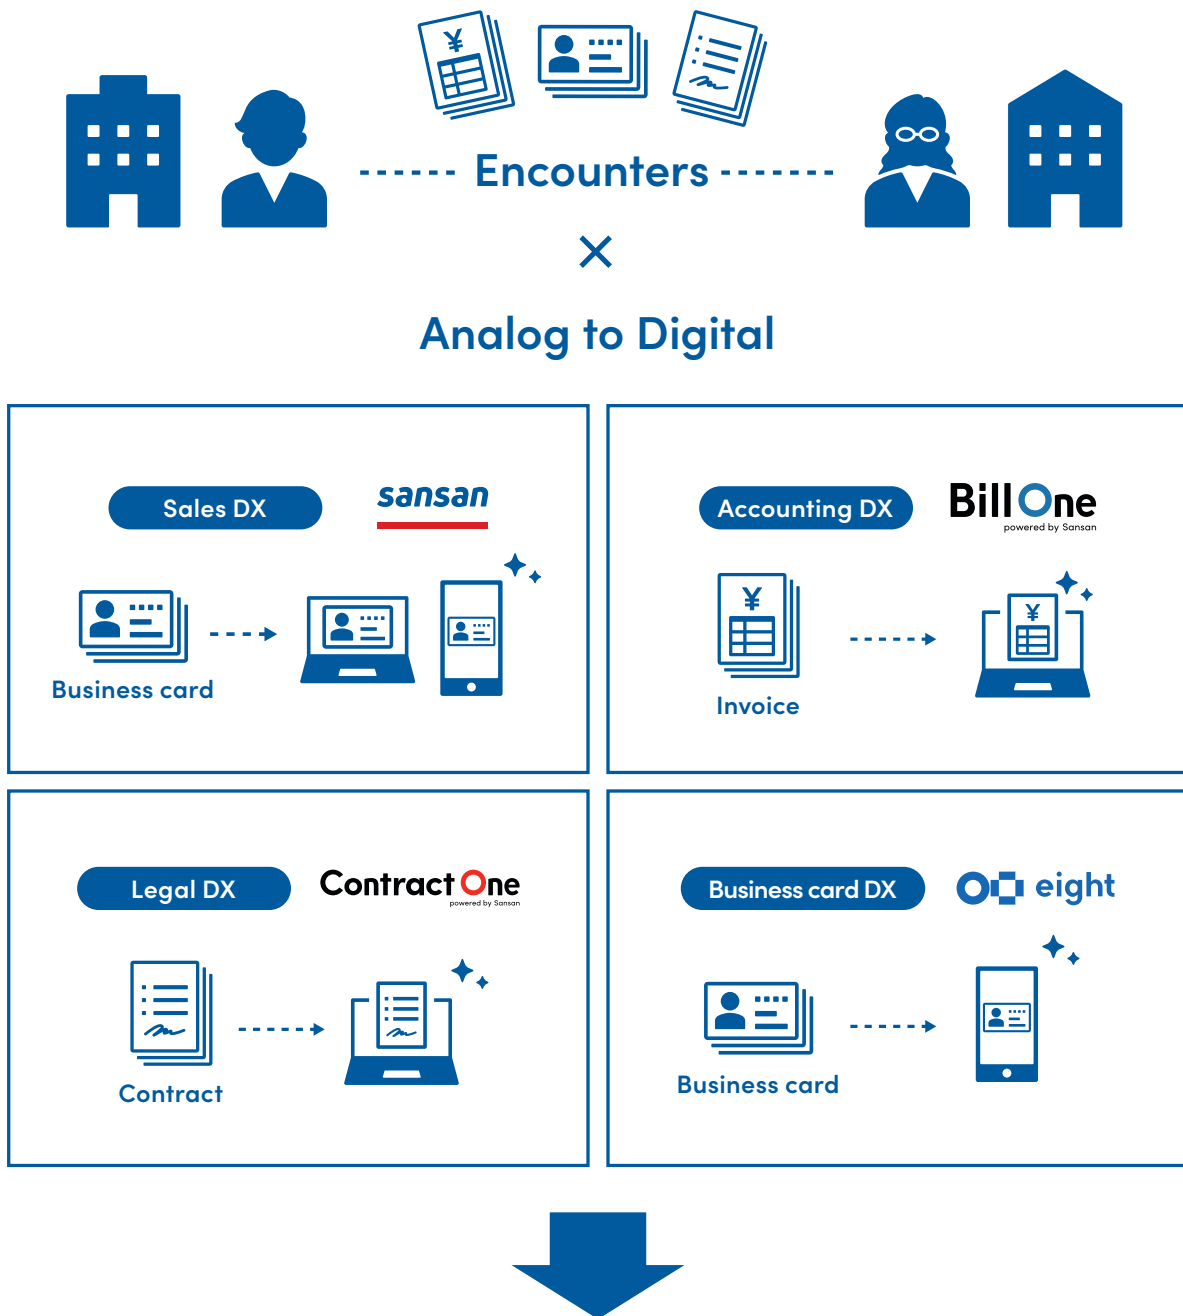 ¥
Encounters
×
Analog to Digital
Sales DX
sansan
Business card
Accounting DX
Bill One
powered by Sansan
¥
¥
Invoice
Legal DX
Contract One
powered by Sansan
Contract
Business card DX
eight
Business card